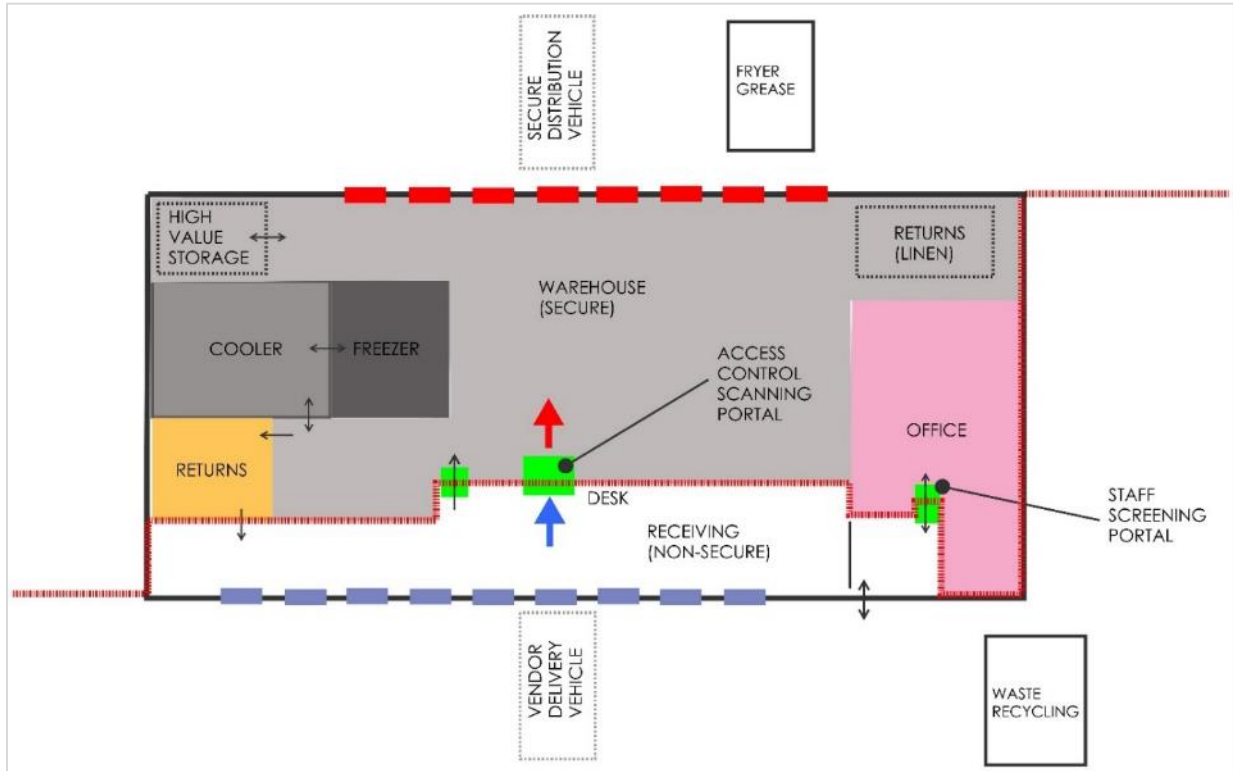 SECURE
DISTRIBUTION
VEHICLE
FRYER
GREASE
HIGH
VALUE
STORAGE
RETURNS
(LINEN)
WAREHOUSE
(SECURE)
COOLER
FREEZER
ACCESS
CONTROL
SCANNING
PORTAL
OFFICE
RETURNS
DESK
STAFF
SCREENING
PORTAL
RECEIVING
(NON-SECURE)
VENDOR
DELIVERY
VEHICLE
WASTE
RECYCLING